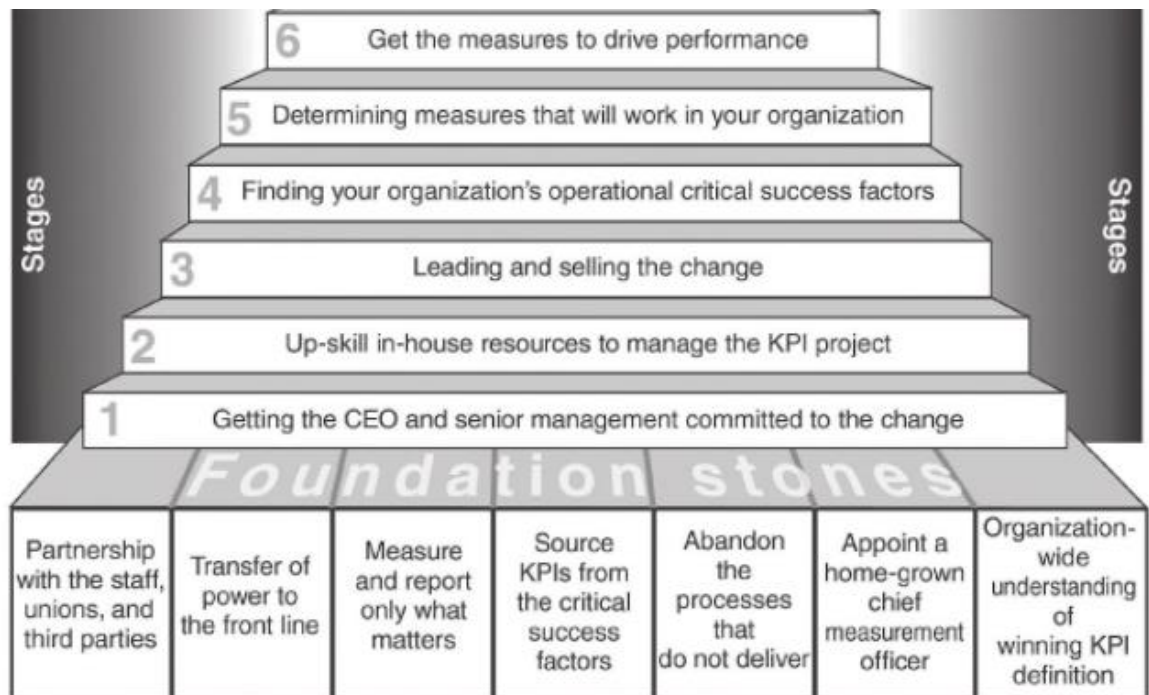 6 Get the measures to drive performance
5 Determining measures that will work in your organization
4 Finding your organization's operational critical success factors
3 Leading and selling the change
2 Up-skill in-house resources to manage the KPI project
1 Getting the CEO and senior management committed to the change
Stages
Stages
Foundation stones
Partnership
with the staff,
unions, and
third parties
Transfer of
power to
the front line
Measure
and report
only what
matters
Source
KPIs from
the critical
success
factors
Abandon
the
processes
that
do not deliver
Appoint a
home-grown
chief
measurement
officer
Organization-
wide
understanding
of
winning KPI
definition